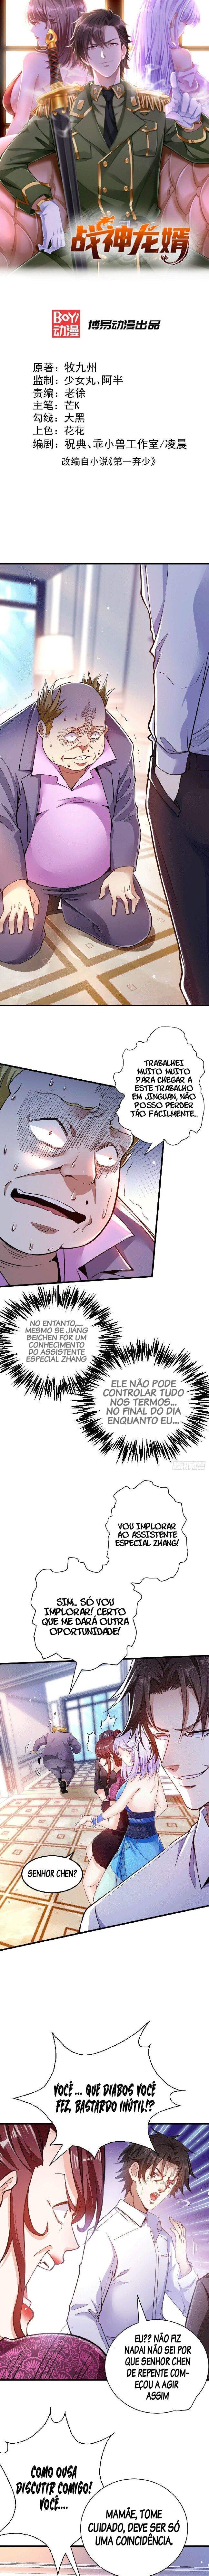 战神龙婿
BOYI
动漫
博易动漫出品
原著：牧九州
监制：少女丸、阿半
责编：老徐
主笔：芒K
勾线：大黑
上色：花花
编剧：祝典、乖小兽工作室/凌晨
改编自小说《第一弃少》
TRABALHEI
MUITO MUITO
PARA CHEGAR A
ESTE TRABALHO
EM JINGUAN, NÃO
POSSO PERDER
TÃO FACILMENTE...
NO ENTANTO,....
MESMO SE JIANG
BEICHEN FOR UM
CONHECIMENTO
DO ASSISTENTE
ESPECIAL ZHANG
ELE NÃO PODE
CONTROLAR TUDO
NOS TERMOS...
NO FINAL DO DIA
ENQUANTO EU...
VOU IMPLORAR
AO ASSISTENTE
ESPECIAL ZHANG!
SIM.. SÓ VOU
IMPLORAR! CERTO
QUE ME DARÁ OUTRA
OPORTUNIDADE!
SENHOR CHEN?
VOCÊ ... QUE DIABOS VOCÊ
FEZ, BASTARDO INÚTIL!?
EU?? NÃO FIZ
NADA! NÃO SEI POR
QUE SENHOR CHEN
DE REPENTE COM-
EÇOU A AGIR
ASSIM
COMO OUSA
DISCUTIR COMIGO!
VOCÊ....
MAMÃE, TOME
CUIDADO, DEVE SER SÓ
UMA COINCIDÊNCIA.